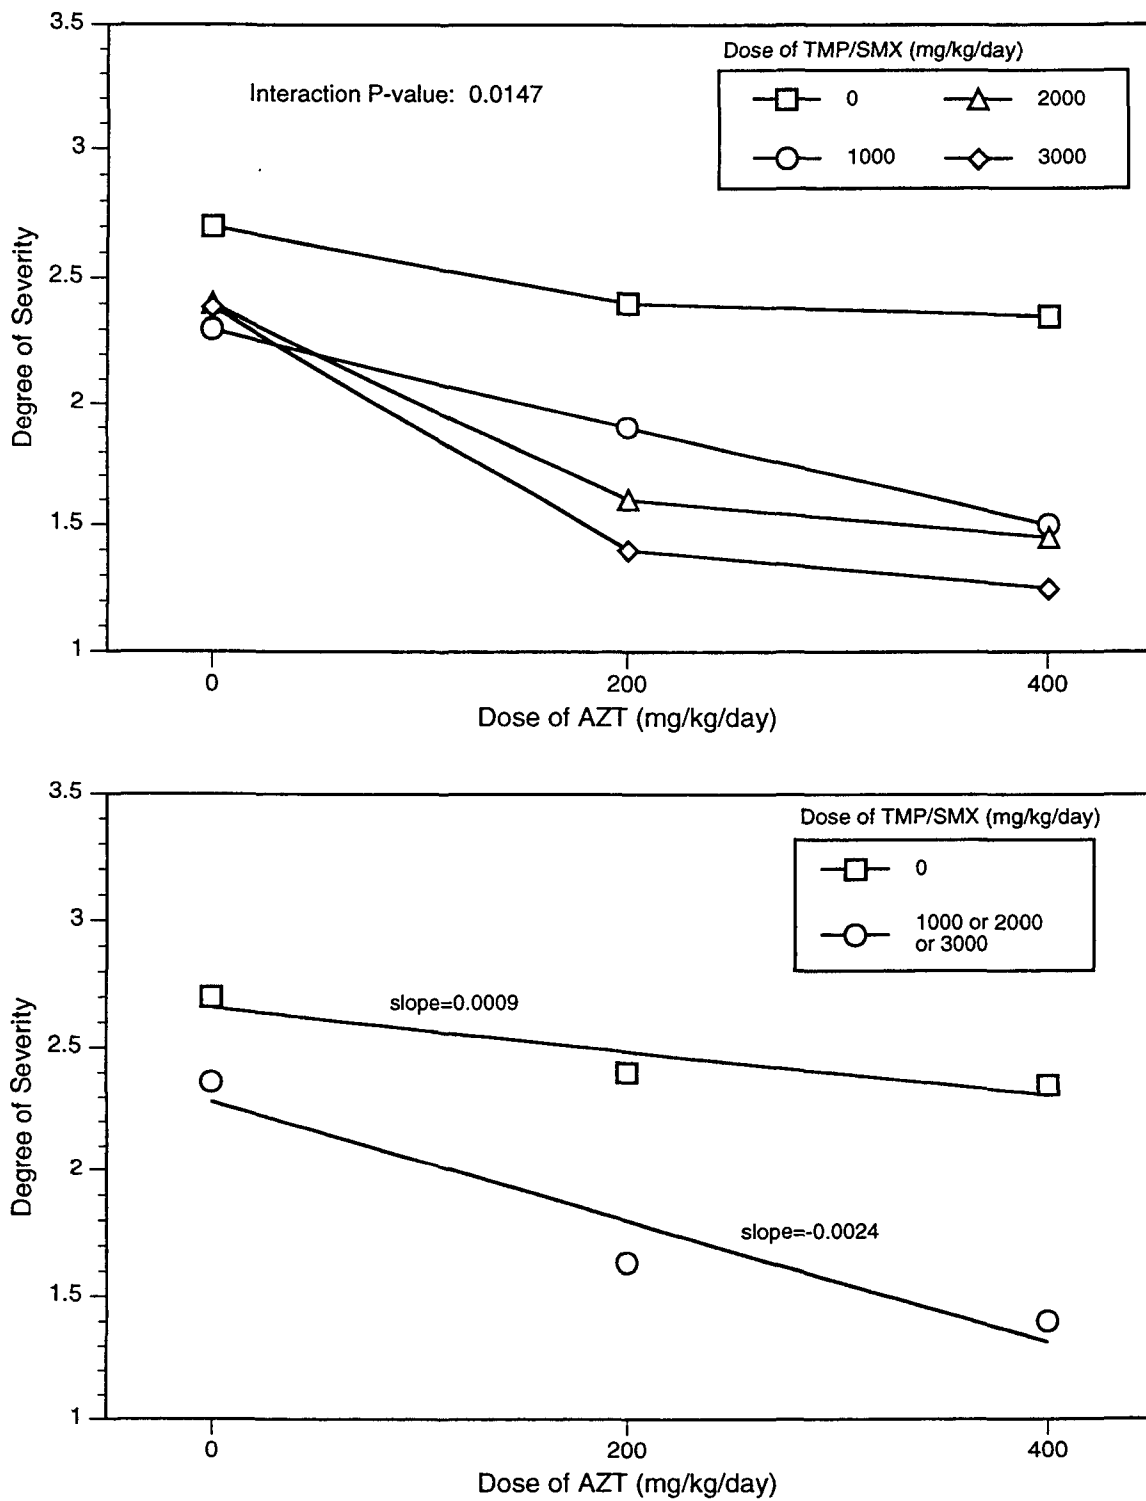 3.5
Dose of TMP/SMX (mg/kg/day)
Interaction P-value: 0.0147
0
2000
1000
3000
3
2.5
2
1.5
1
Degree of Severity
0
200
400
Dose of AZT (mg/kg/day)
3.5
Dose of TMP/SMX (mg/kg/day)
0
1000 or 2000
or 3000
3
slope=0.0009
2.5
2
slope=-0.0024
1.5
1
Degree of Severity
0
200
400
Dose of AZT (mg/kg/day)